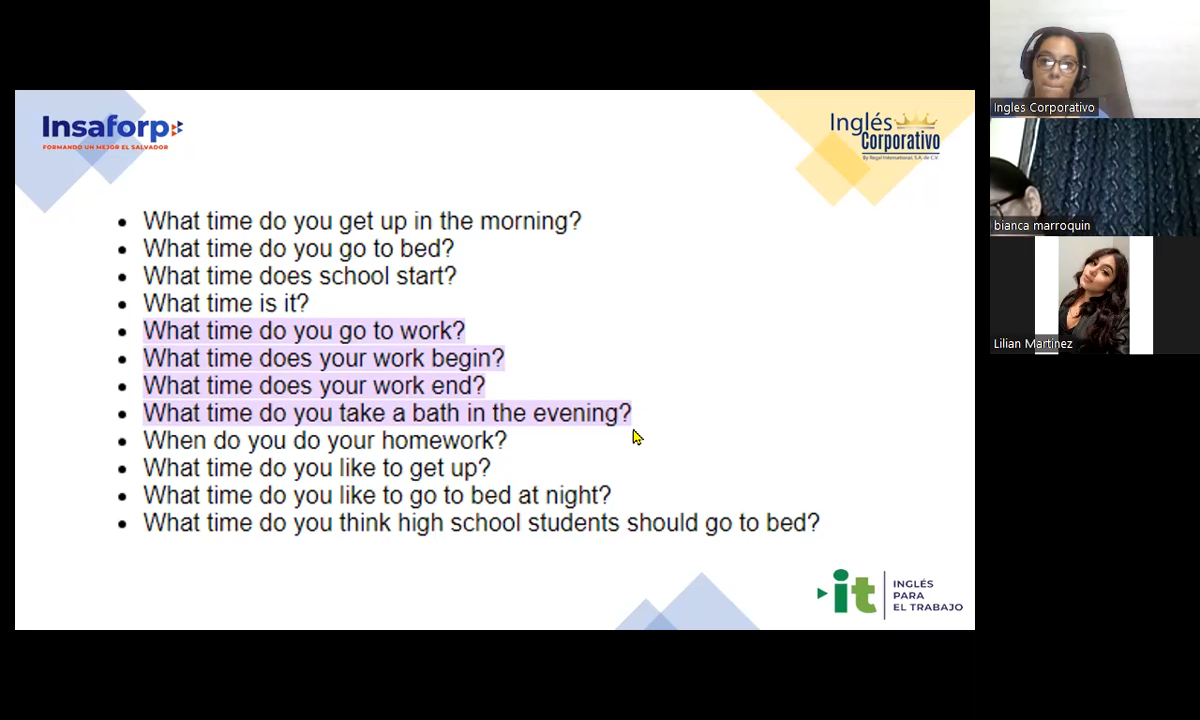 Insaforp
FORMANDO UN MEJOR EL SALVADOR
Inglés
Corporativo
By Regal International, S.A. de C.V.
• What time do you get up in the morning?
• What time do you go to bed?
• What time does school start?
• What time is it?
• What time do you go to work?
• What time does your work begin?
• What time does your work end?
• What time do you take a bath in the evening?
• When do you do your homework?
• What time do you like to get up?
• What time do you like to go to bed at night?
• What time do you think high school students should go to bed?
it
INGLÉS
PARA
EL TRABAJO
Ingles Corporativo
bianca marroquin
Lilian Martinez